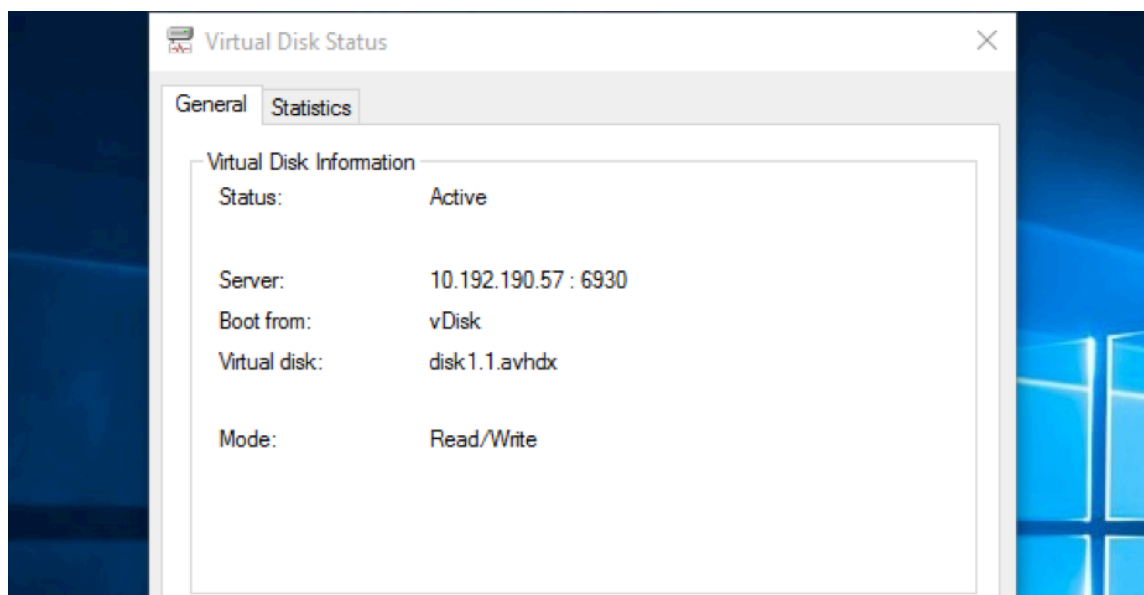 Virtual Disk Status
General Statistics
Virtual Disk Information
Status: Active
Server: 10.192.190.57 : 6930
Boot from: vDisk
Virtual disk: disk1.1.avhdx
Mode: Read/Write